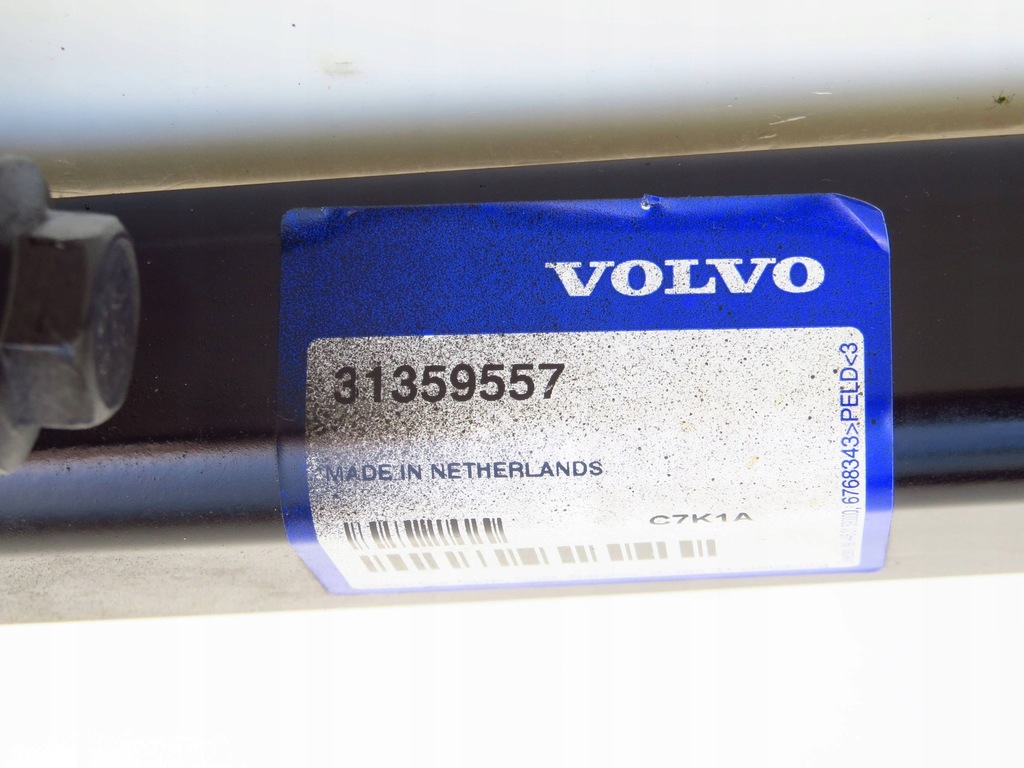 VOLVO
31359557
MADE IN NETHERLANDS
C7K1A
6768343>PELD<3